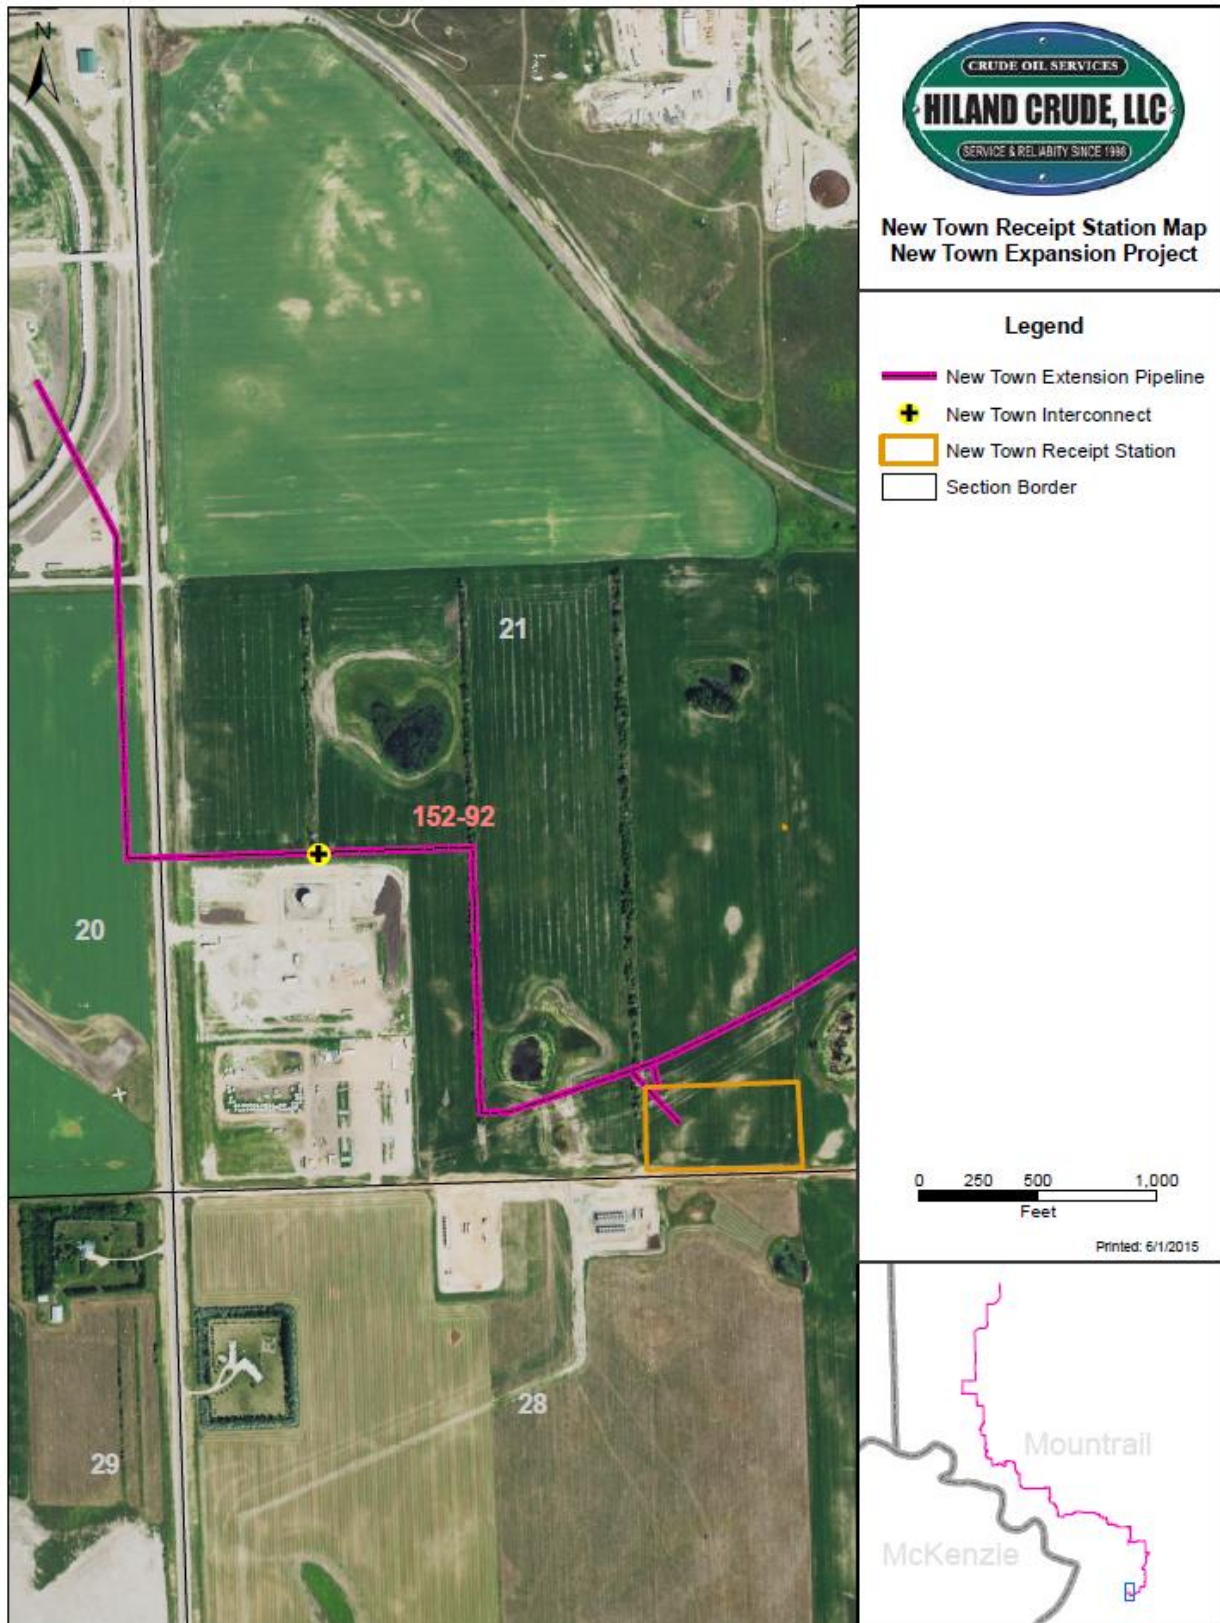 N
21
152-92
20
28
29
CRUDE OIL SERVICES
HILAND CRUDE, LLC
SERVICE & RELIABITY SINCE 1998
New Town Receipt Station Map
New Town Expansion Project
Legend
New Town Extension Pipeline
New Town Interconnect
New Town Receipt Station
Section Border
0 250 500 1,000
Feet
Printed: 6/1/2015
Mountrail
McKenzie